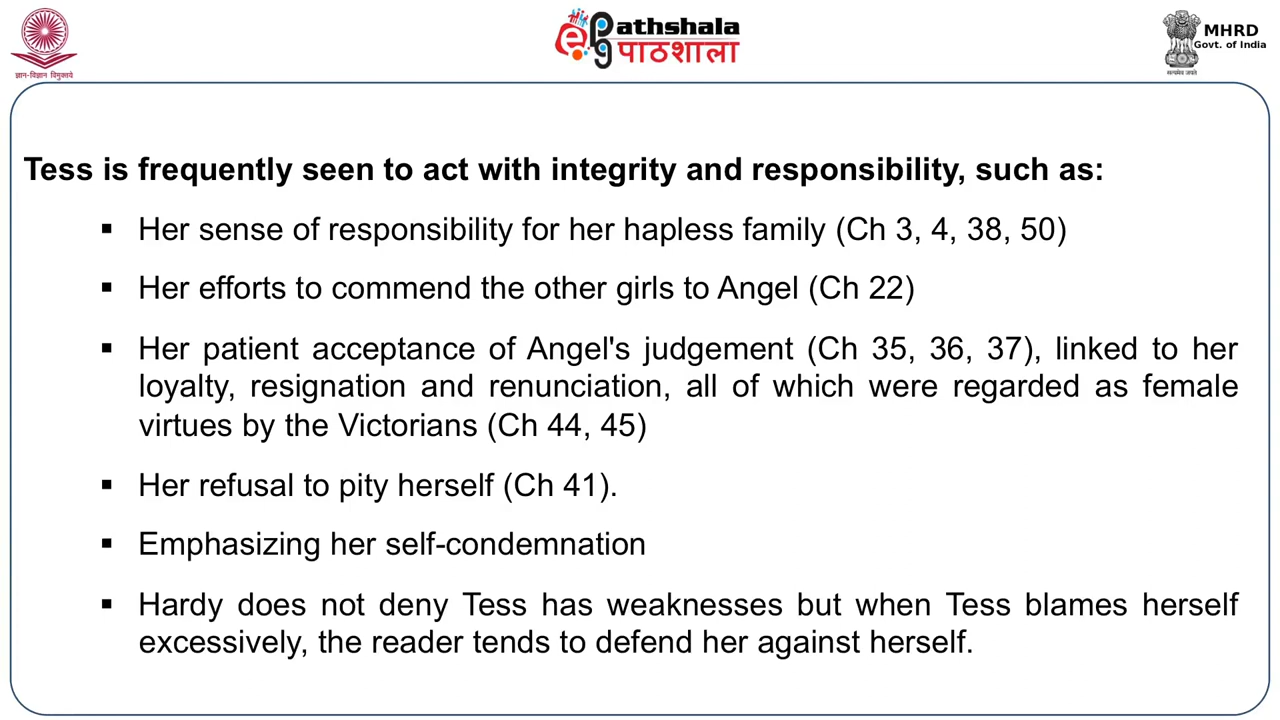 ज्ञान-विज्ञान विमुक्तये
ePG athshala
पाठशाला
MHRD
Govt. of India
सत्यमेव जयते
Tess is frequently seen to act with integrity and responsibility, such as:
▪ Her sense of responsibility for her hapless family (Ch 3, 4, 38, 50)
▪ Her efforts to commend the other girls to Angel (Ch 22)
▪ Her patient acceptance of Angel's judgement (Ch 35, 36, 37), linked to her
loyalty, resignation and renunciation, all of which were regarded as female
virtues by the Victorians (Ch 44, 45)
▪ Her refusal to pity herself (Ch 41).
▪ Emphasizing her self-condemnation
▪ Hardy does not deny Tess has weaknesses but when Tess blames herself
excessively, the reader tends to defend her against herself.